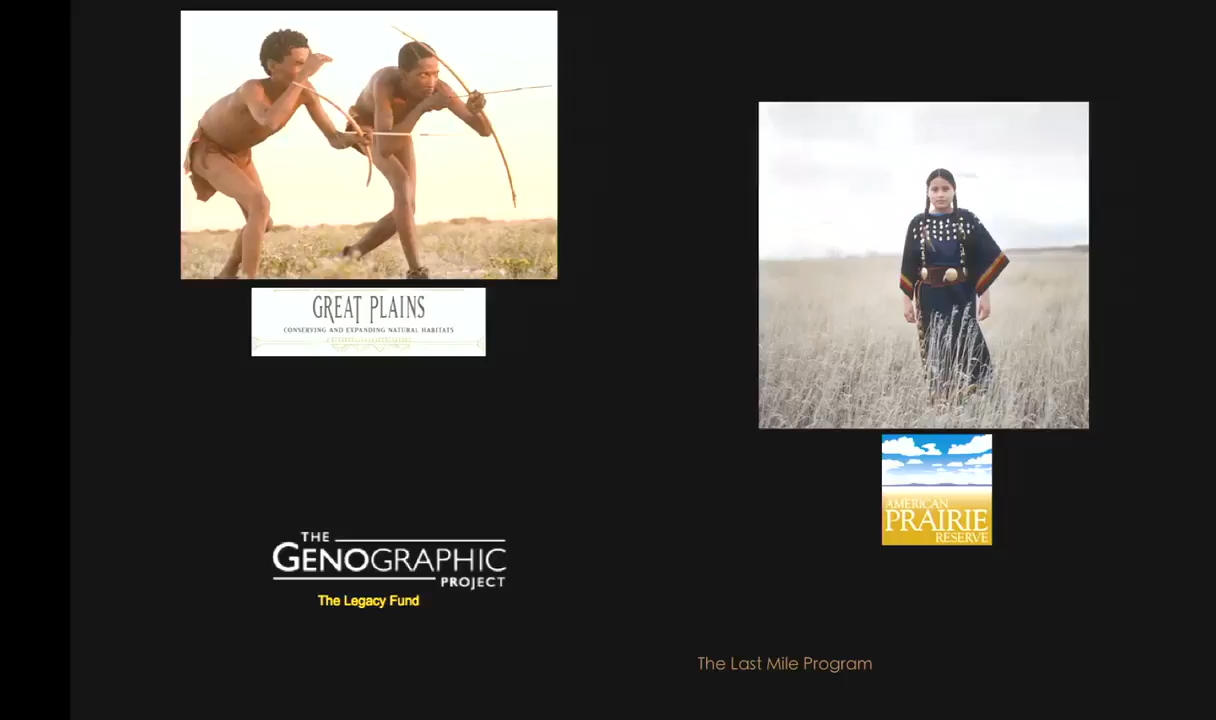 GREAT PLAINS
CONSERVING AND EXPANDING NATURAL HABITATS
AMERICAN
PRAIRIE
RESERVE
THE
GENOGRAPHIC
PROJECT
The Legacy Fund
The Last Mile Program